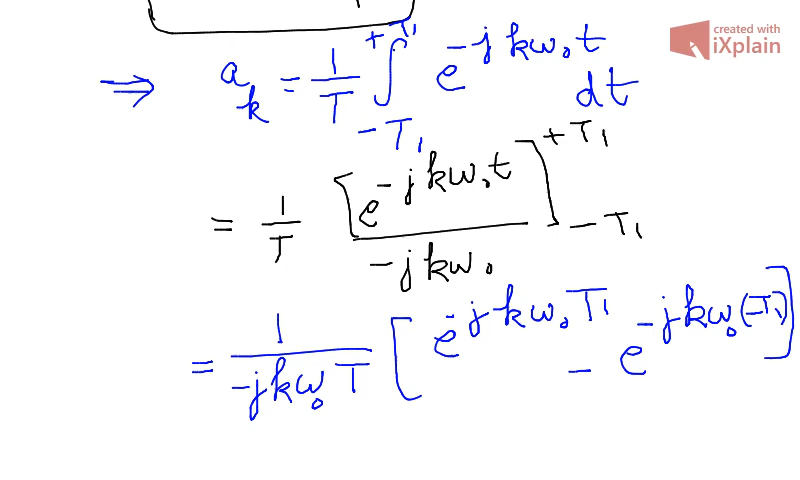 created with
iXplain
⇒ a_k = 1/T ∫_{-T₁}^{+T₁} e^{-jkω₀t} dt
= 1/T [e^{-jkω₀t} / -jkω₀]_{-T₁}^{+T₁}
= 1/(-jkω₀T) [e^{-jkω₀T₁} - e^{-jkω₀(-T₁)}]